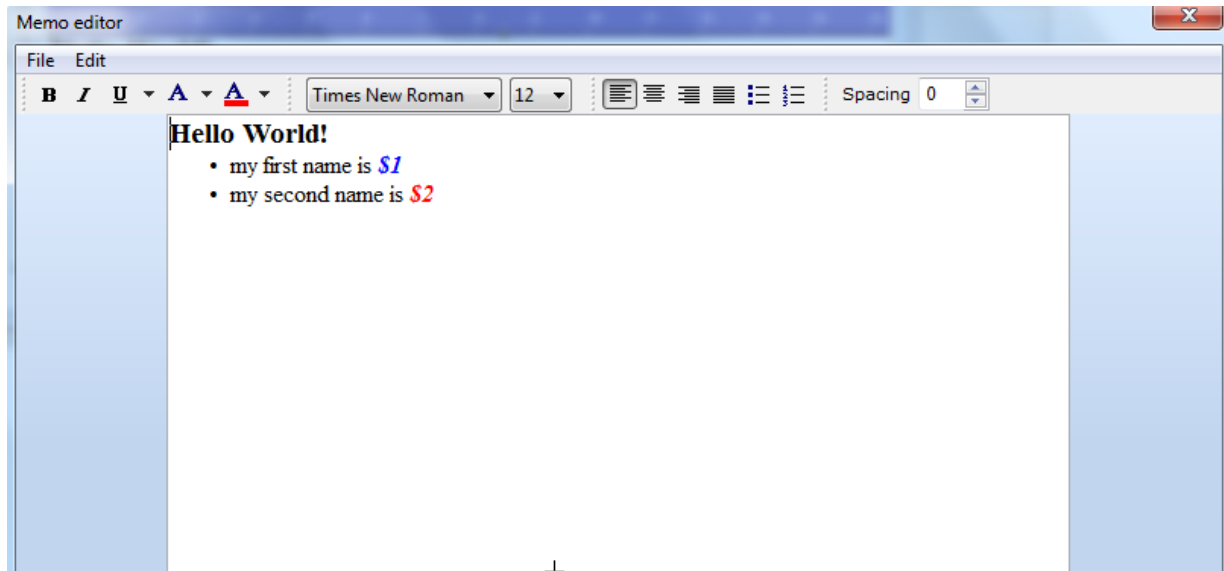 Memo editor
File Edit
B I U A A Times New Roman 12 Spacing 0
Hello World!
• my first name is $1
• my second name is $2